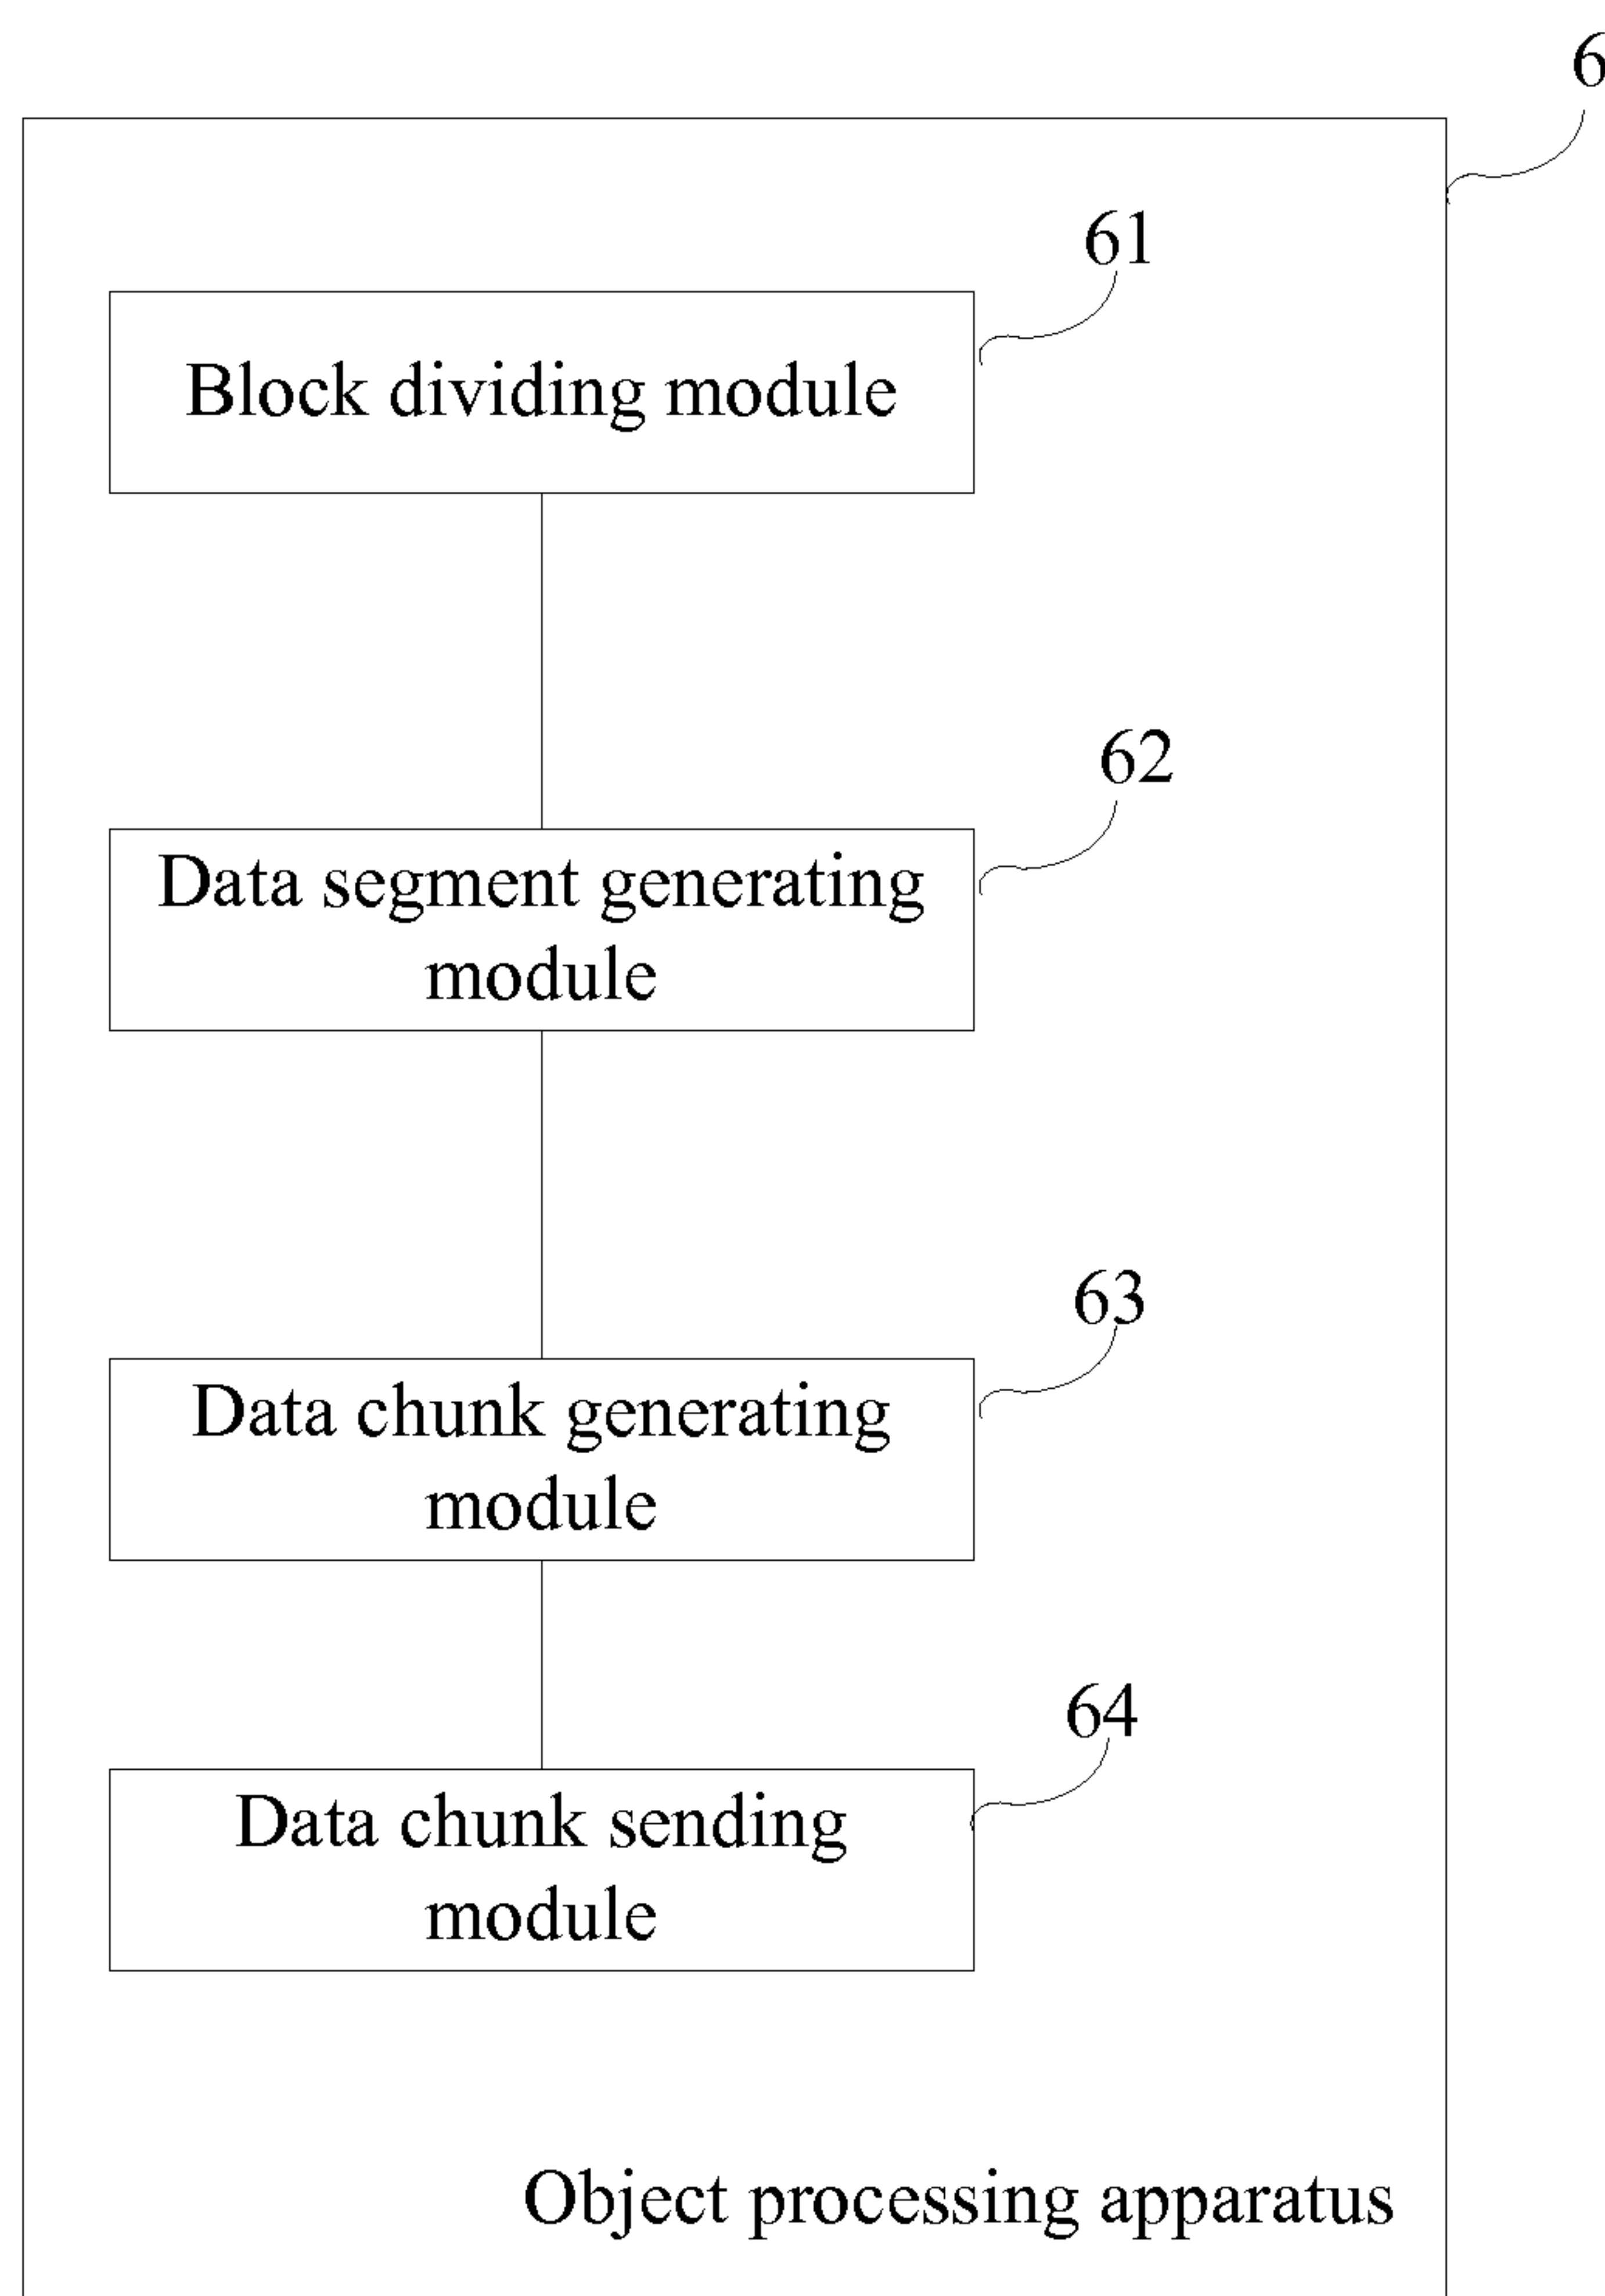 6
61
Block dividing module
62
Data segment generating
module
63
Data chunk generating
module
64
Data chunk sending
module
Object processing apparatus